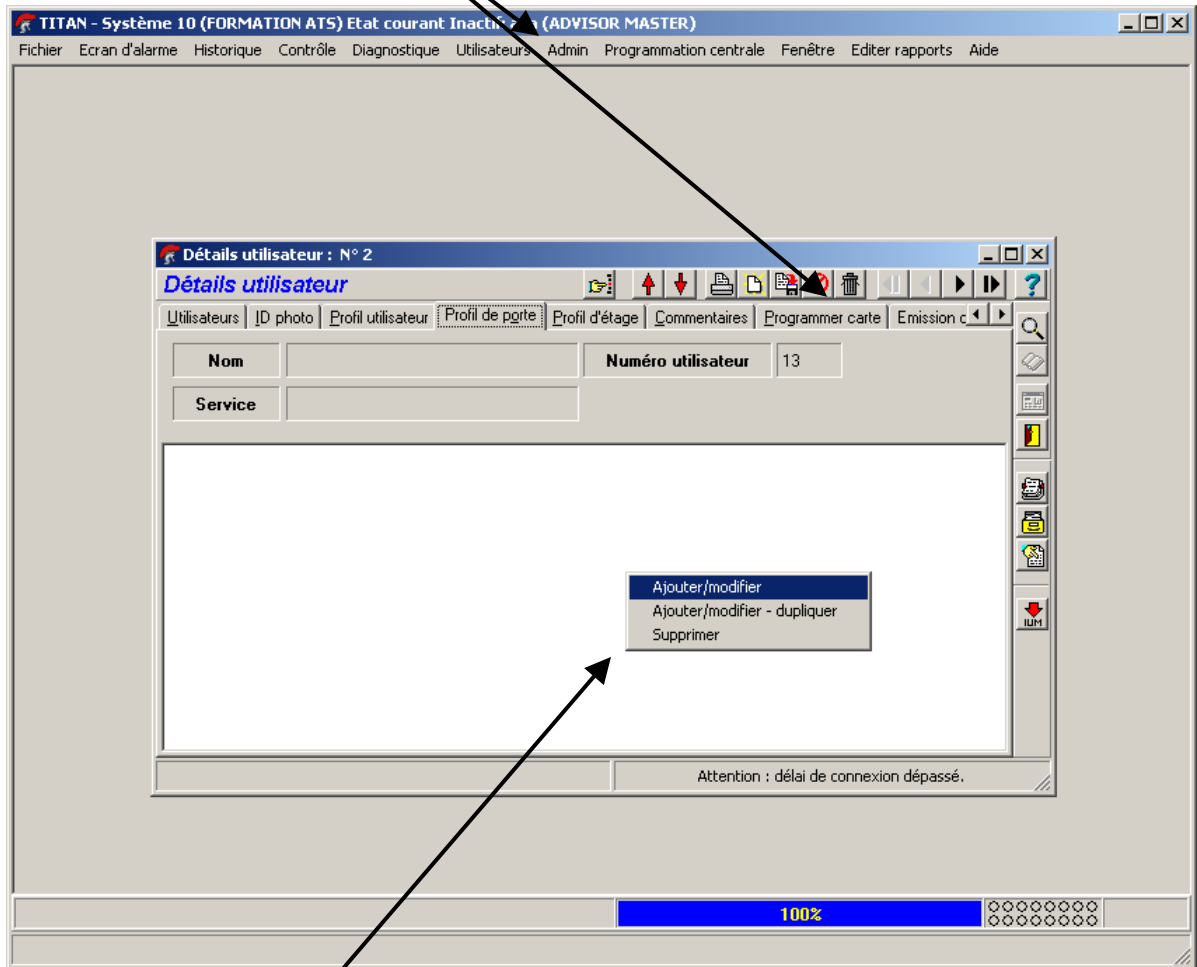 TITAN - Système 10 (FORMATION ATS) Etat courant Inactif (ADVISOR MASTER)
Fichier Ecran d'alarme Historique Contrôle Diagnostique Utilisateurs Admin Programmation centrale Fenêtre Editer rapports Aide
Détails utilisateur : N° 2
Détails utilisateur
Utilisateurs ID photo Profil utilisateur Profil de porte Profil d'étage Commentaires Programmer carte Emission c
Nom Numéro utilisateur 13
Service
Ajouter/modifier
Ajouter/modifier - dupliquer
Supprimer
IUM
Attention : délai de connexion dépassé.
100%